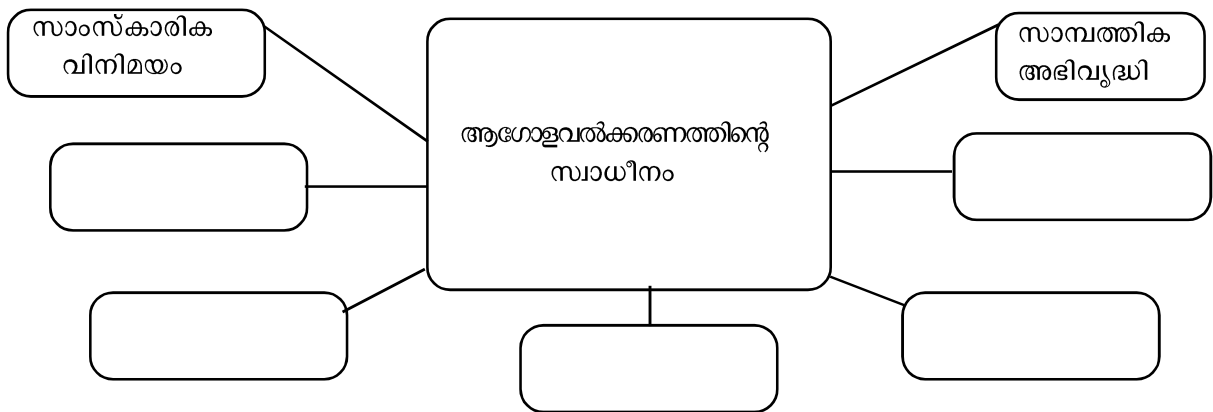 സാംസ്കാരിക
വിനിമയം
ആഗോളവൽക്കരണത്തിന്റെ
സ്വാധീനം
സാമ്പത്തിക
അഭിവൃദ്ധി